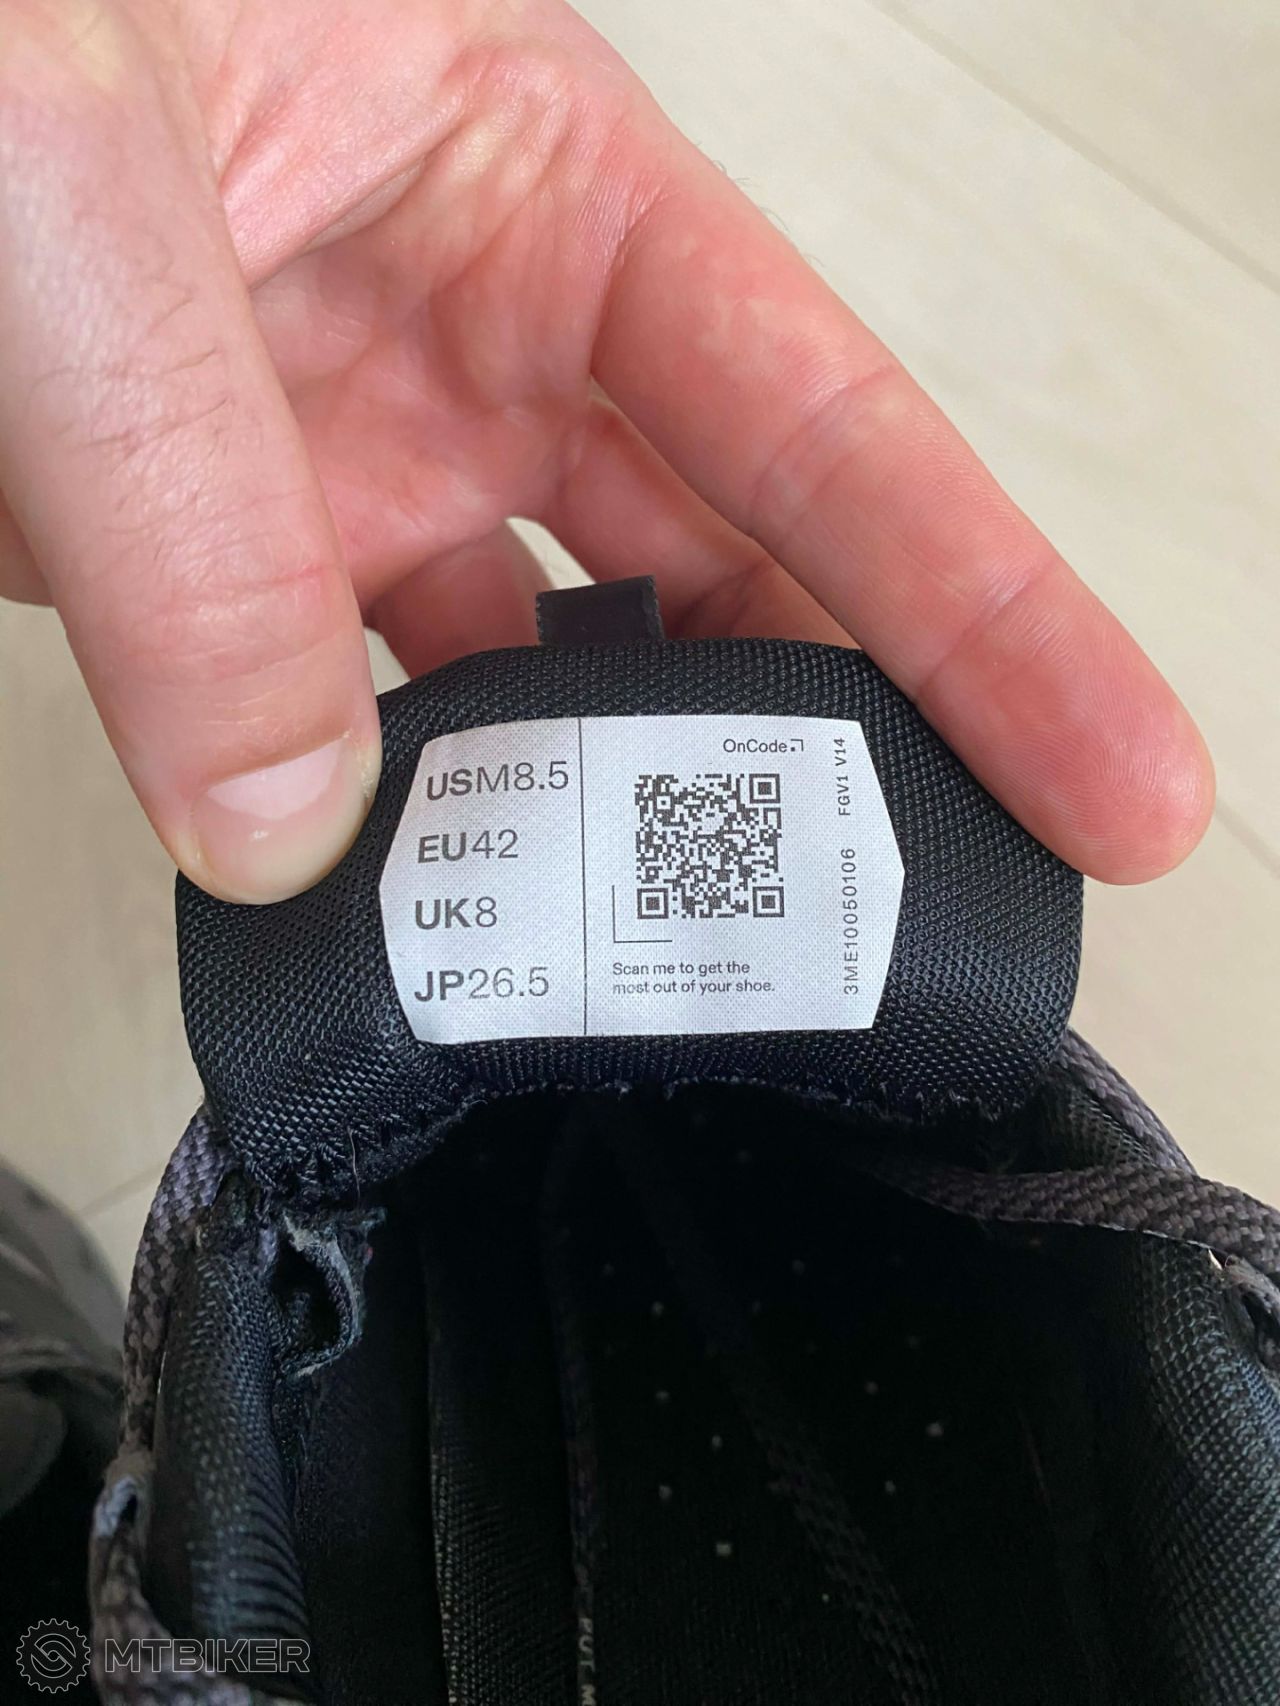 USM8.5
EU42
UK8
JP26.5
OnCode
Scan me to get the
most out of your shoe.
3ME10050106 FGV1 V14
MTBIKER